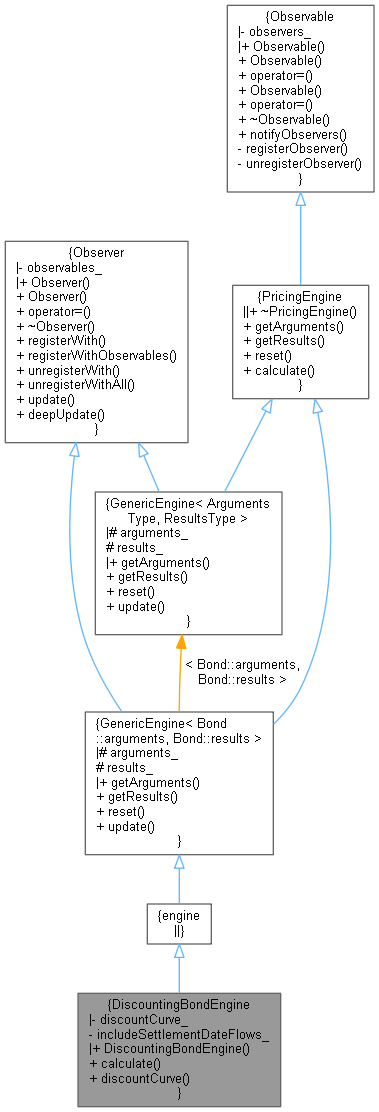 {Observable
|- observers_
|+ Observable()
+ Observable()
+ operator=()
+ Observable()
+ operator=()
+ ~Observable()
+ notifyObservers()
- registerObserver()
- unregisterObserver()
}
{Observer
|- observables_
|+ Observer()
+ Observer()
+ operator=()
+ ~Observer()
+ registerWith()
+ registerWithObservables()
+ unregisterWith()
+ unregisterWithAll()
+ update()
+ deepUpdate()
}
{PricingEngine
||+ ~PricingEngine()
+ getArguments()
+ getResults()
+ reset()
+ calculate()
}
{GenericEngine< Arguments
Type, ResultsType >
|# arguments_
# results_
|+ getArguments()
+ getResults()
+ reset()
+ update()
}
< Bond::arguments,
Bond::results >
{GenericEngine< Bond
::arguments, Bond::results >
|# arguments_
# results_
|+ getArguments()
+ getResults()
+ reset()
+ update()
}
{engine
||}
{DiscountingBondEngine
|- discountCurve_
- includeSettlementDateFlows_
|+ DiscountingBondEngine()
+ calculate()
+ discountCurve()
}